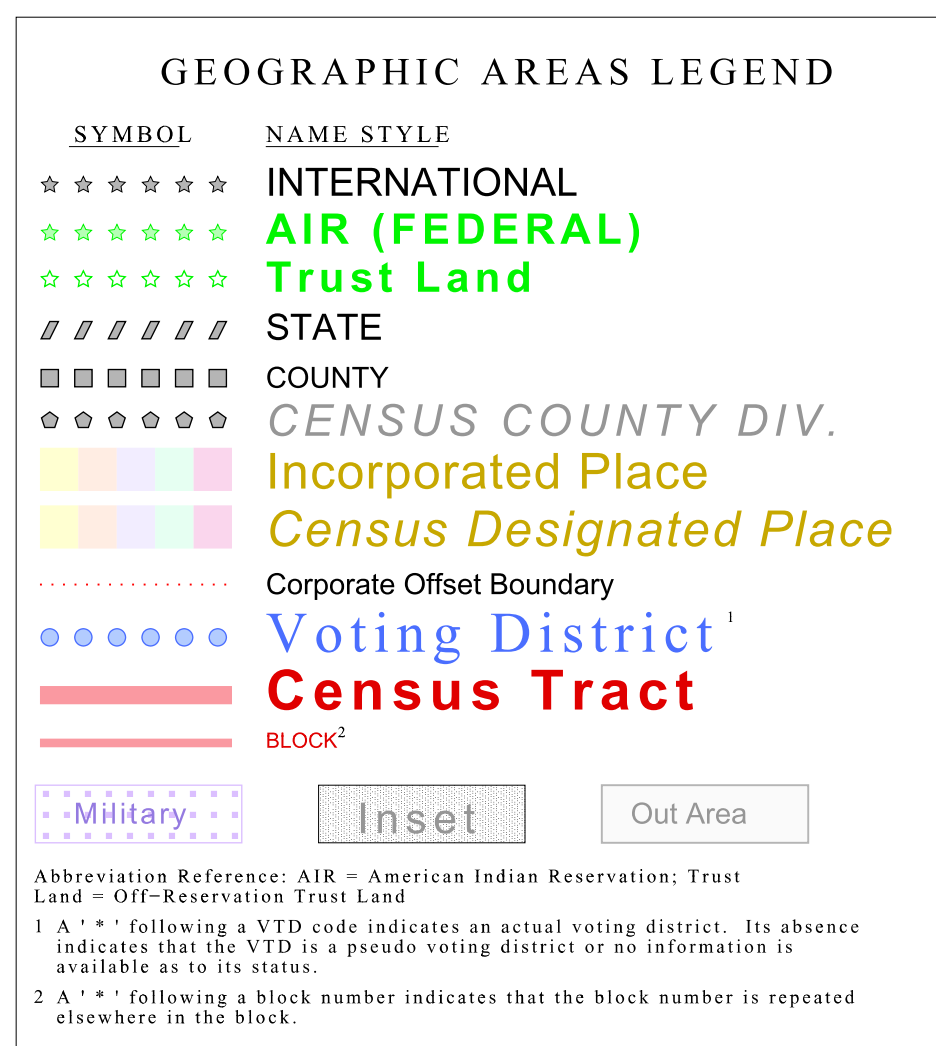 GEOGRAPHIC AREAS LEGEND
SYMBOL NAME STYLE
INTERNATIONAL
AIR (FEDERAL)
Trust Land
STATE
COUNTY
CENSUS COUNTY DIV.
Incorporated Place
Census Designated Place
Corporate Offset Boundary
Voting District 1
Census Tract
BLOCK2
Military Inset Out Area
Abbreviation Reference: AIR = American Indian Reservation; Trust
Land = Off−Reservation Trust Land
1 A ' * ' following a VTD code indicates an actual voting district. Its absence
indicates that the VTD is a pseudo voting district or no information is
available as to its status.
2 A ' * ' following a block number indicates that the block number is repeated
elsewhere in the block.